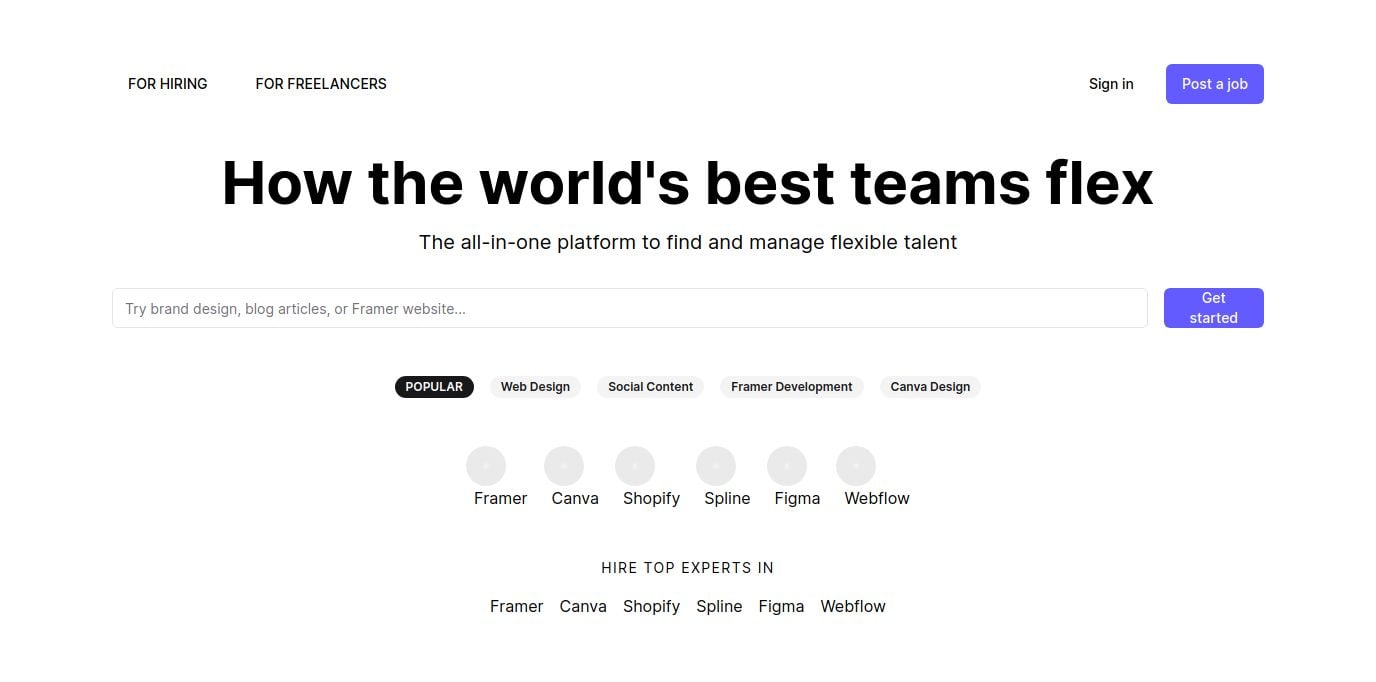 FOR HIRING FOR FREELANCERS Sign in Post a job
How the world's best teams flex
The all-in-one platform to find and manage flexible talent
Try brand design, blog articles, or Framer website...
Get
started
POPULAR Web Design Social Content Framer Development Canva Design
Framer Canva Shopify Spline Figma Webflow
HIRE TOP EXPERTS IN
Framer Canva Shopify Spline Figma Webflow